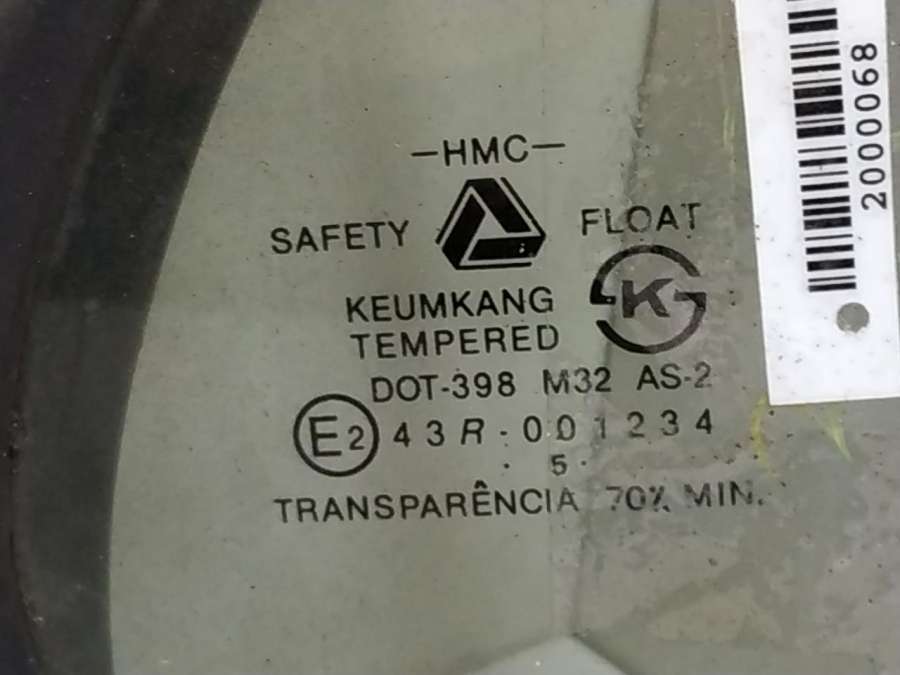 —HMC—
SAFETY FLOAT
K
KEUMKANG
TEMPERED
DOT-398 M32 AS-2
E2 43R-001234
. 5 .
TRANSPARÊNCIA 70% MIN.
2000068